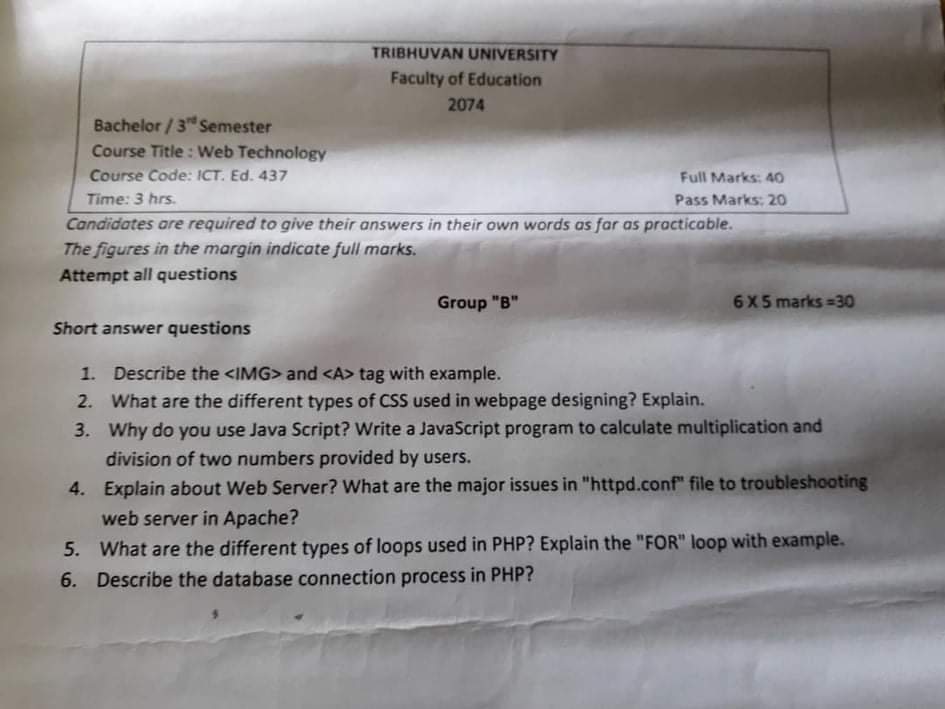 TRIBHUVAN UNIVERSITY
Faculty of Education
2074
Bachelor / 3rd Semester
Course Title : Web Technology
Course Code: ICT. Ed. 437
Full Marks: 40
Time: 3 hrs.
Pass Marks: 20
Candidates are required to give their answers in their own words as far as practicable.
The figures in the margin indicate full marks.
Attempt all questions
Group "B"
6 X 5 marks =30
Short answer questions
1. Describe the <IMG> and <A> tag with example.
2. What are the different types of CSS used in webpage designing? Explain.
3. Why do you use Java Script? Write a JavaScript program to calculate multiplication and
division of two numbers provided by users.
4. Explain about Web Server? What are the major issues in "httpd.conf" file to troubleshooting
web server in Apache?
5. What are the different types of loops used in PHP? Explain the "FOR" loop with example.
6. Describe the database connection process in PHP?